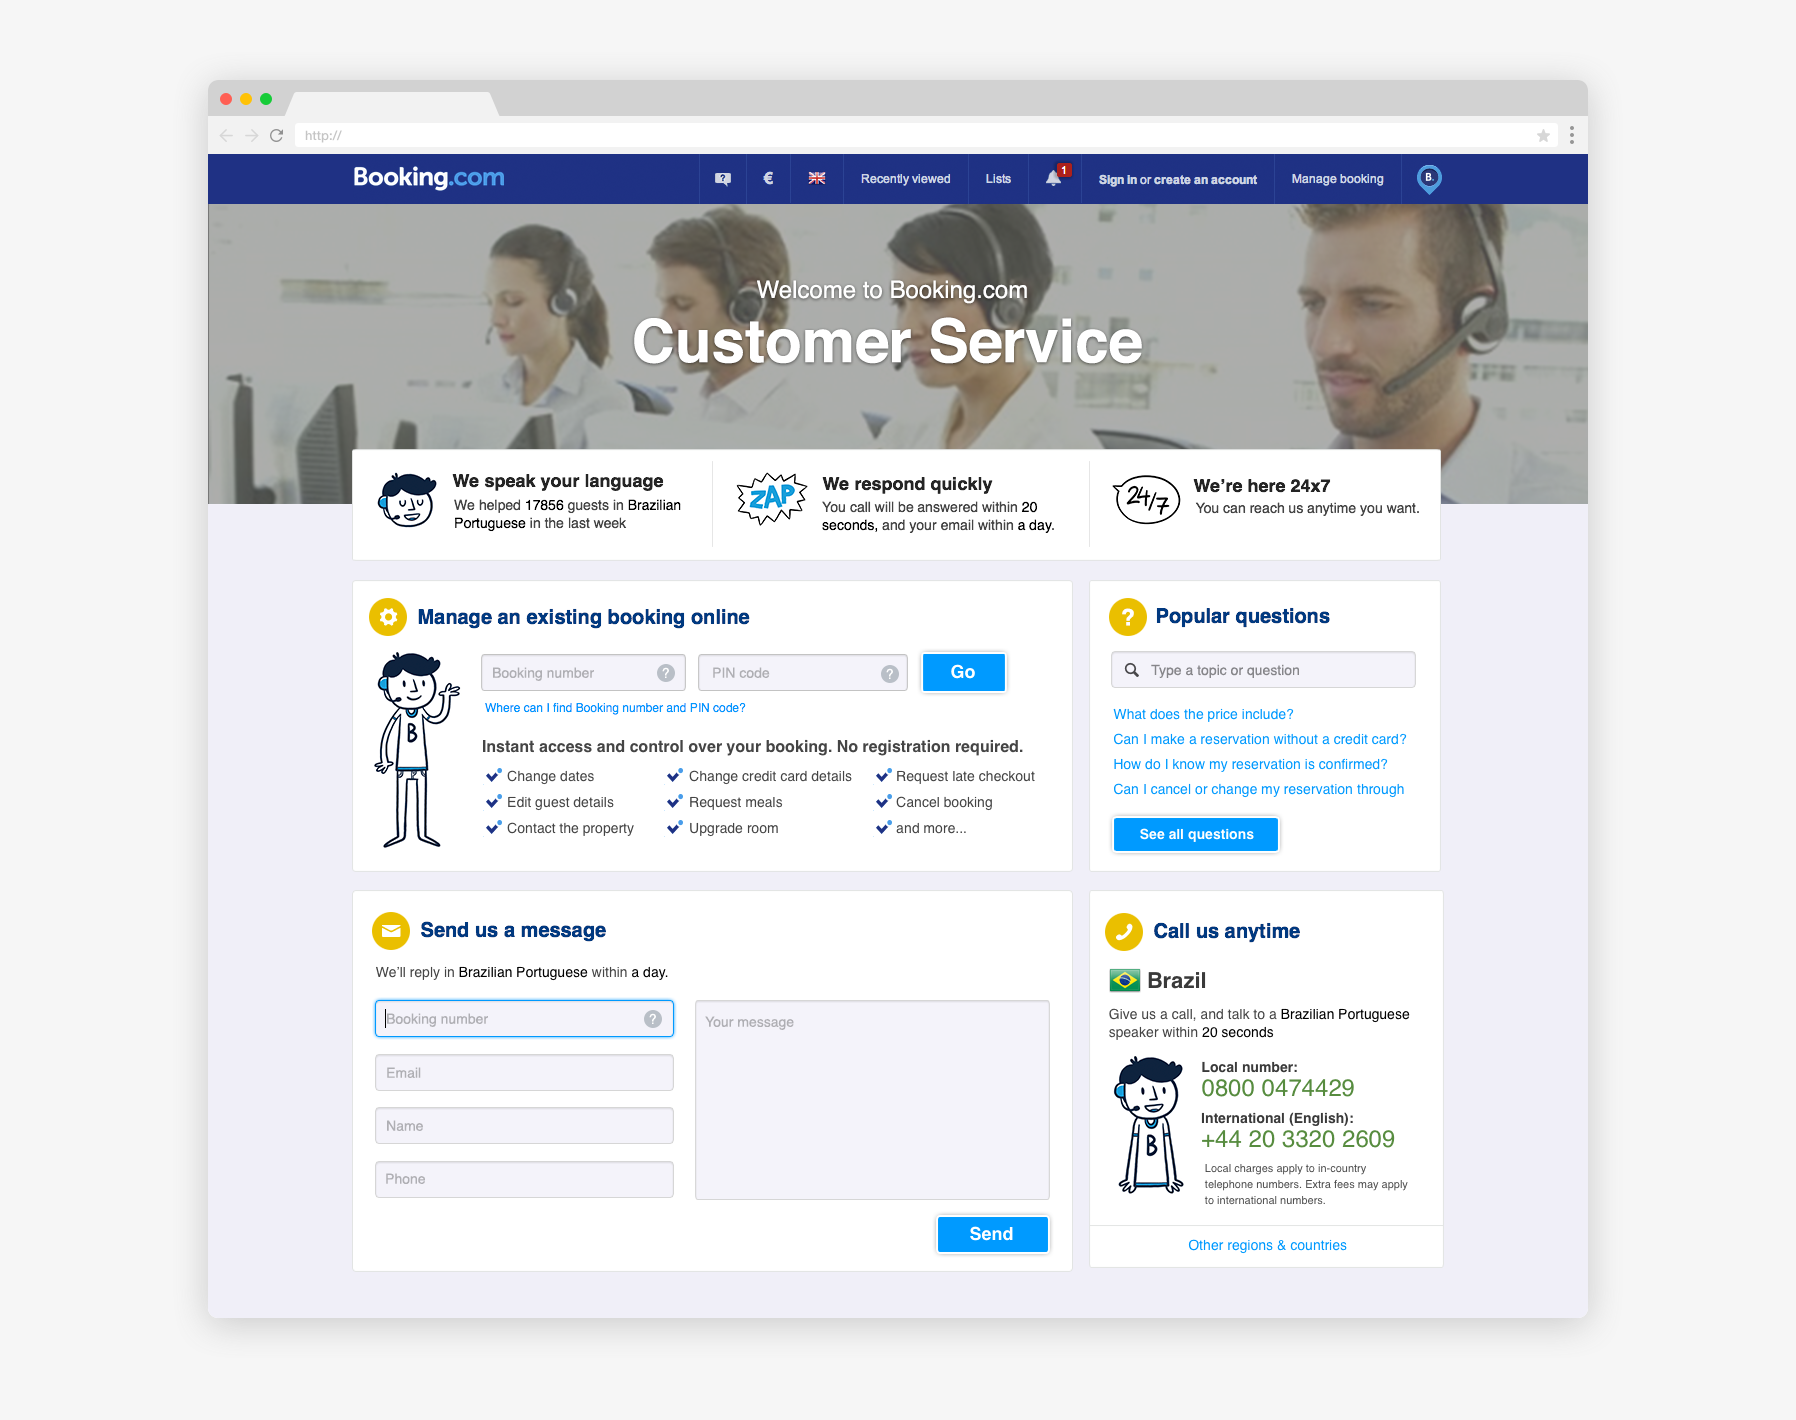 http://
Booking.com
€
Recently viewed
Lists
1
Sign in or create an account
Manage booking
B.
Welcome to Booking.com
Customer Service
We speak your language
We helped 17856 guests in Brazilian
Portuguese in the last week
ZAP
We respond quickly
You call will be answered within 20
seconds, and your email within a day.
24/7
We're here 24x7
You can reach us anytime you want.
Manage an existing booking online
Booking number ?
PIN code ?
Go
Where can I find Booking number and PIN code?
B
Instant access and control over your booking. No registration required.
Change dates
Change credit card details
Request late checkout
Edit guest details
Request meals
Cancel booking
Contact the property
Upgrade room
and more...
? Popular questions
Type a topic or question
What does the price include?
Can I make a reservation without a credit card?
How do I know my reservation is confirmed?
Can I cancel or change my reservation through
See all questions
Send us a message
We'll reply in Brazilian Portuguese within a day.
Booking number ?
Email
Name
Phone
Your message
Send
Call us anytime
Brazil
Give us a call, and talk to a Brazilian Portuguese
speaker within 20 seconds
B
Local number:
0800 0474429
International (English):
+44 20 3320 2609
Local charges apply to in-country
telephone numbers. Extra fees may apply
to international numbers.
Other regions & countries